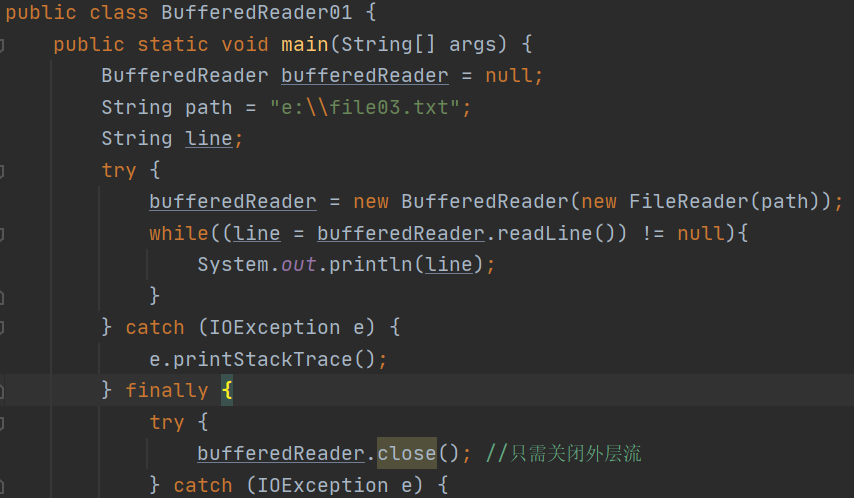 public class BufferedReader01 {
    public static void main(String[] args) {
        BufferedReader bufferedReader = null;
        String path = "e:\\file03.txt";
        String line;
        try {
            bufferedReader = new BufferedReader(new FileReader(path));
            while((line = bufferedReader.readLine()) != null){
                System.out.println(line);
            }
        } catch (IOException e) {
            e.printStackTrace();
        } finally {
            try {
                bufferedReader.close(); //只需关闭外层流
            } catch (IOException e) {